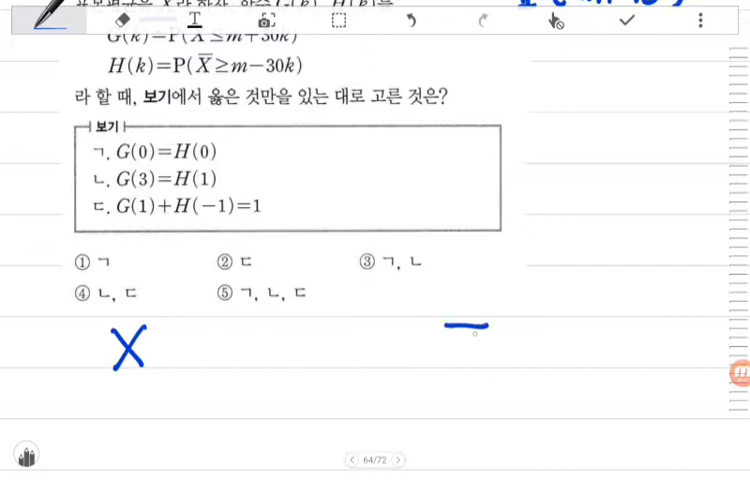 G(k)=P(X̅≤m+30k)
H(k)=P(X̅≥m−30k)
라 할 때, 보기에서 옳은 것만을 있는 대로 고른 것은?
보기
ㄱ. G(0)=H(0)
ㄴ. G(3)=H(1)
ㄷ. G(1)+H(−1)=1
① ㄱ ② ㄷ ③ ㄱ, ㄴ
④ ㄴ, ㄷ ⑤ ㄱ, ㄴ, ㄷ
X
64/72